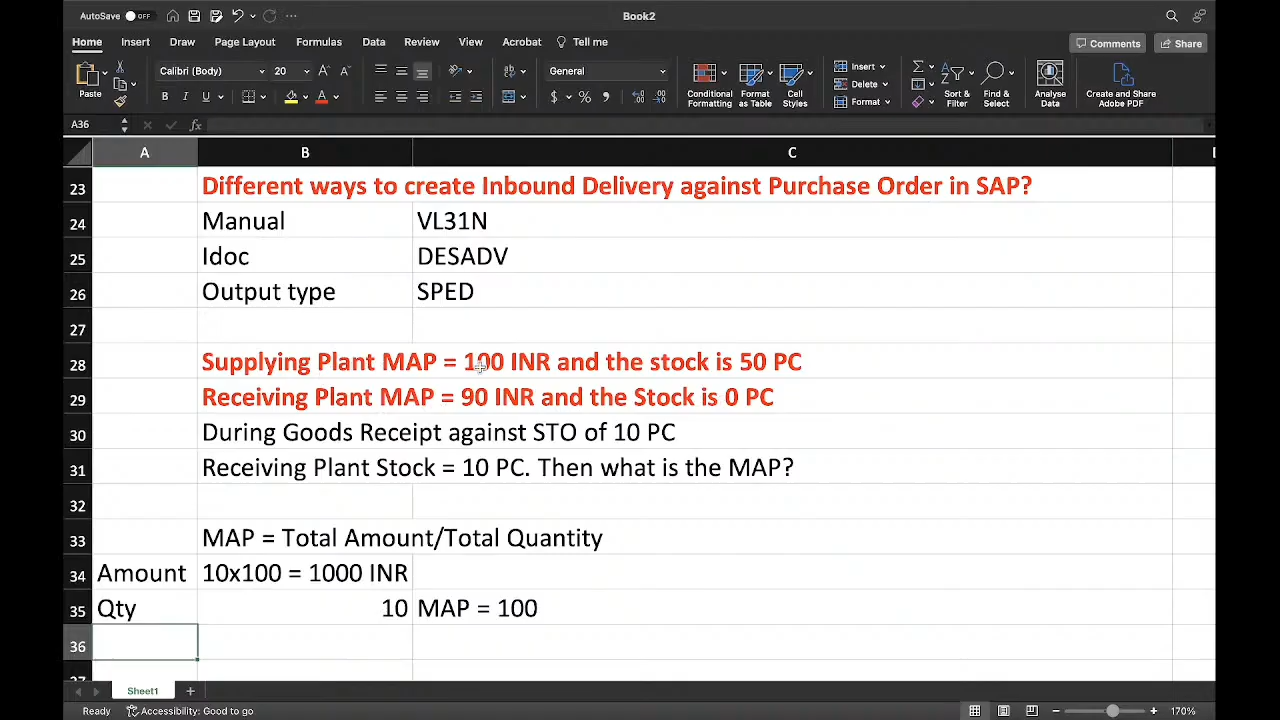 AutoSave OFF
Book2
Home Insert Draw Page Layout Formulas Data Review View Acrobat Tell me Comments Share
Paste
Calibri (Body) 20
B I U A
General
$ % 9
Conditional Formatting
Format as Table
Cell Styles
Insert
Delete
Format
Sort & Filter
Find & Select
Analyse Data
Create and Share Adobe PDF
A36 fx
A B C
23 Different ways to create Inbound Delivery against Purchase Order in SAP?
24 Manual VL31N
25 Idoc DESADV
26 Output type SPED
27
28 Supplying Plant MAP = 100 INR and the stock is 50 PC
29 Receiving Plant MAP = 90 INR and the Stock is 0 PC
30 During Goods Receipt against STO of 10 PC
31 Receiving Plant Stock = 10 PC. Then what is the MAP?
32
33 MAP = Total Amount/Total Quantity
34 Amount 10x100 = 1000 INR
35 Qty 10 MAP = 100
36
Sheet1
Ready Accessibility: Good to go 170%